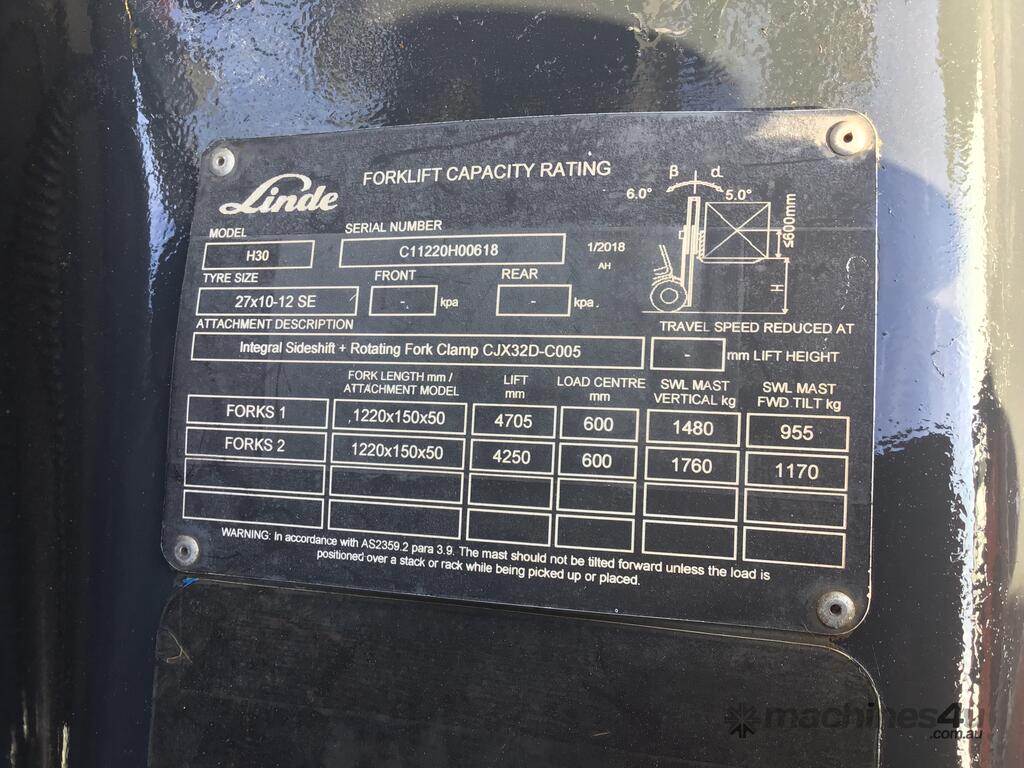 Linde
FORKLIFT CAPACITY RATING
β α
6.0° 5.0°
≤600mm
H
MODEL SERIAL NUMBER
H30 C11220H00618 1/2018
AH
TYRE SIZE FRONT REAR
27x10-12 SE - kpa - kpa.
ATTACHMENT DESCRIPTION TRAVEL SPEED REDUCED AT
Integral Sideshift + Rotating Fork Clamp CJX32D-C005 - mm LIFT HEIGHT
FORK LENGTH mm / LIFT LOAD CENTRE SWL MAST SWL MAST
ATTACHMENT MODEL mm mm VERTICAL kg FWD TILT kg
FORKS 1 1220x150x50 4705 600 1480 955
FORKS 2 1220x150x50 4250 600 1760 1170
WARNING: In accordance with AS2359.2 para 3.9. The mast should not be tilted forward unless the load is
positioned over a stack or rack while being picked up or placed.
machines4u
.com.au